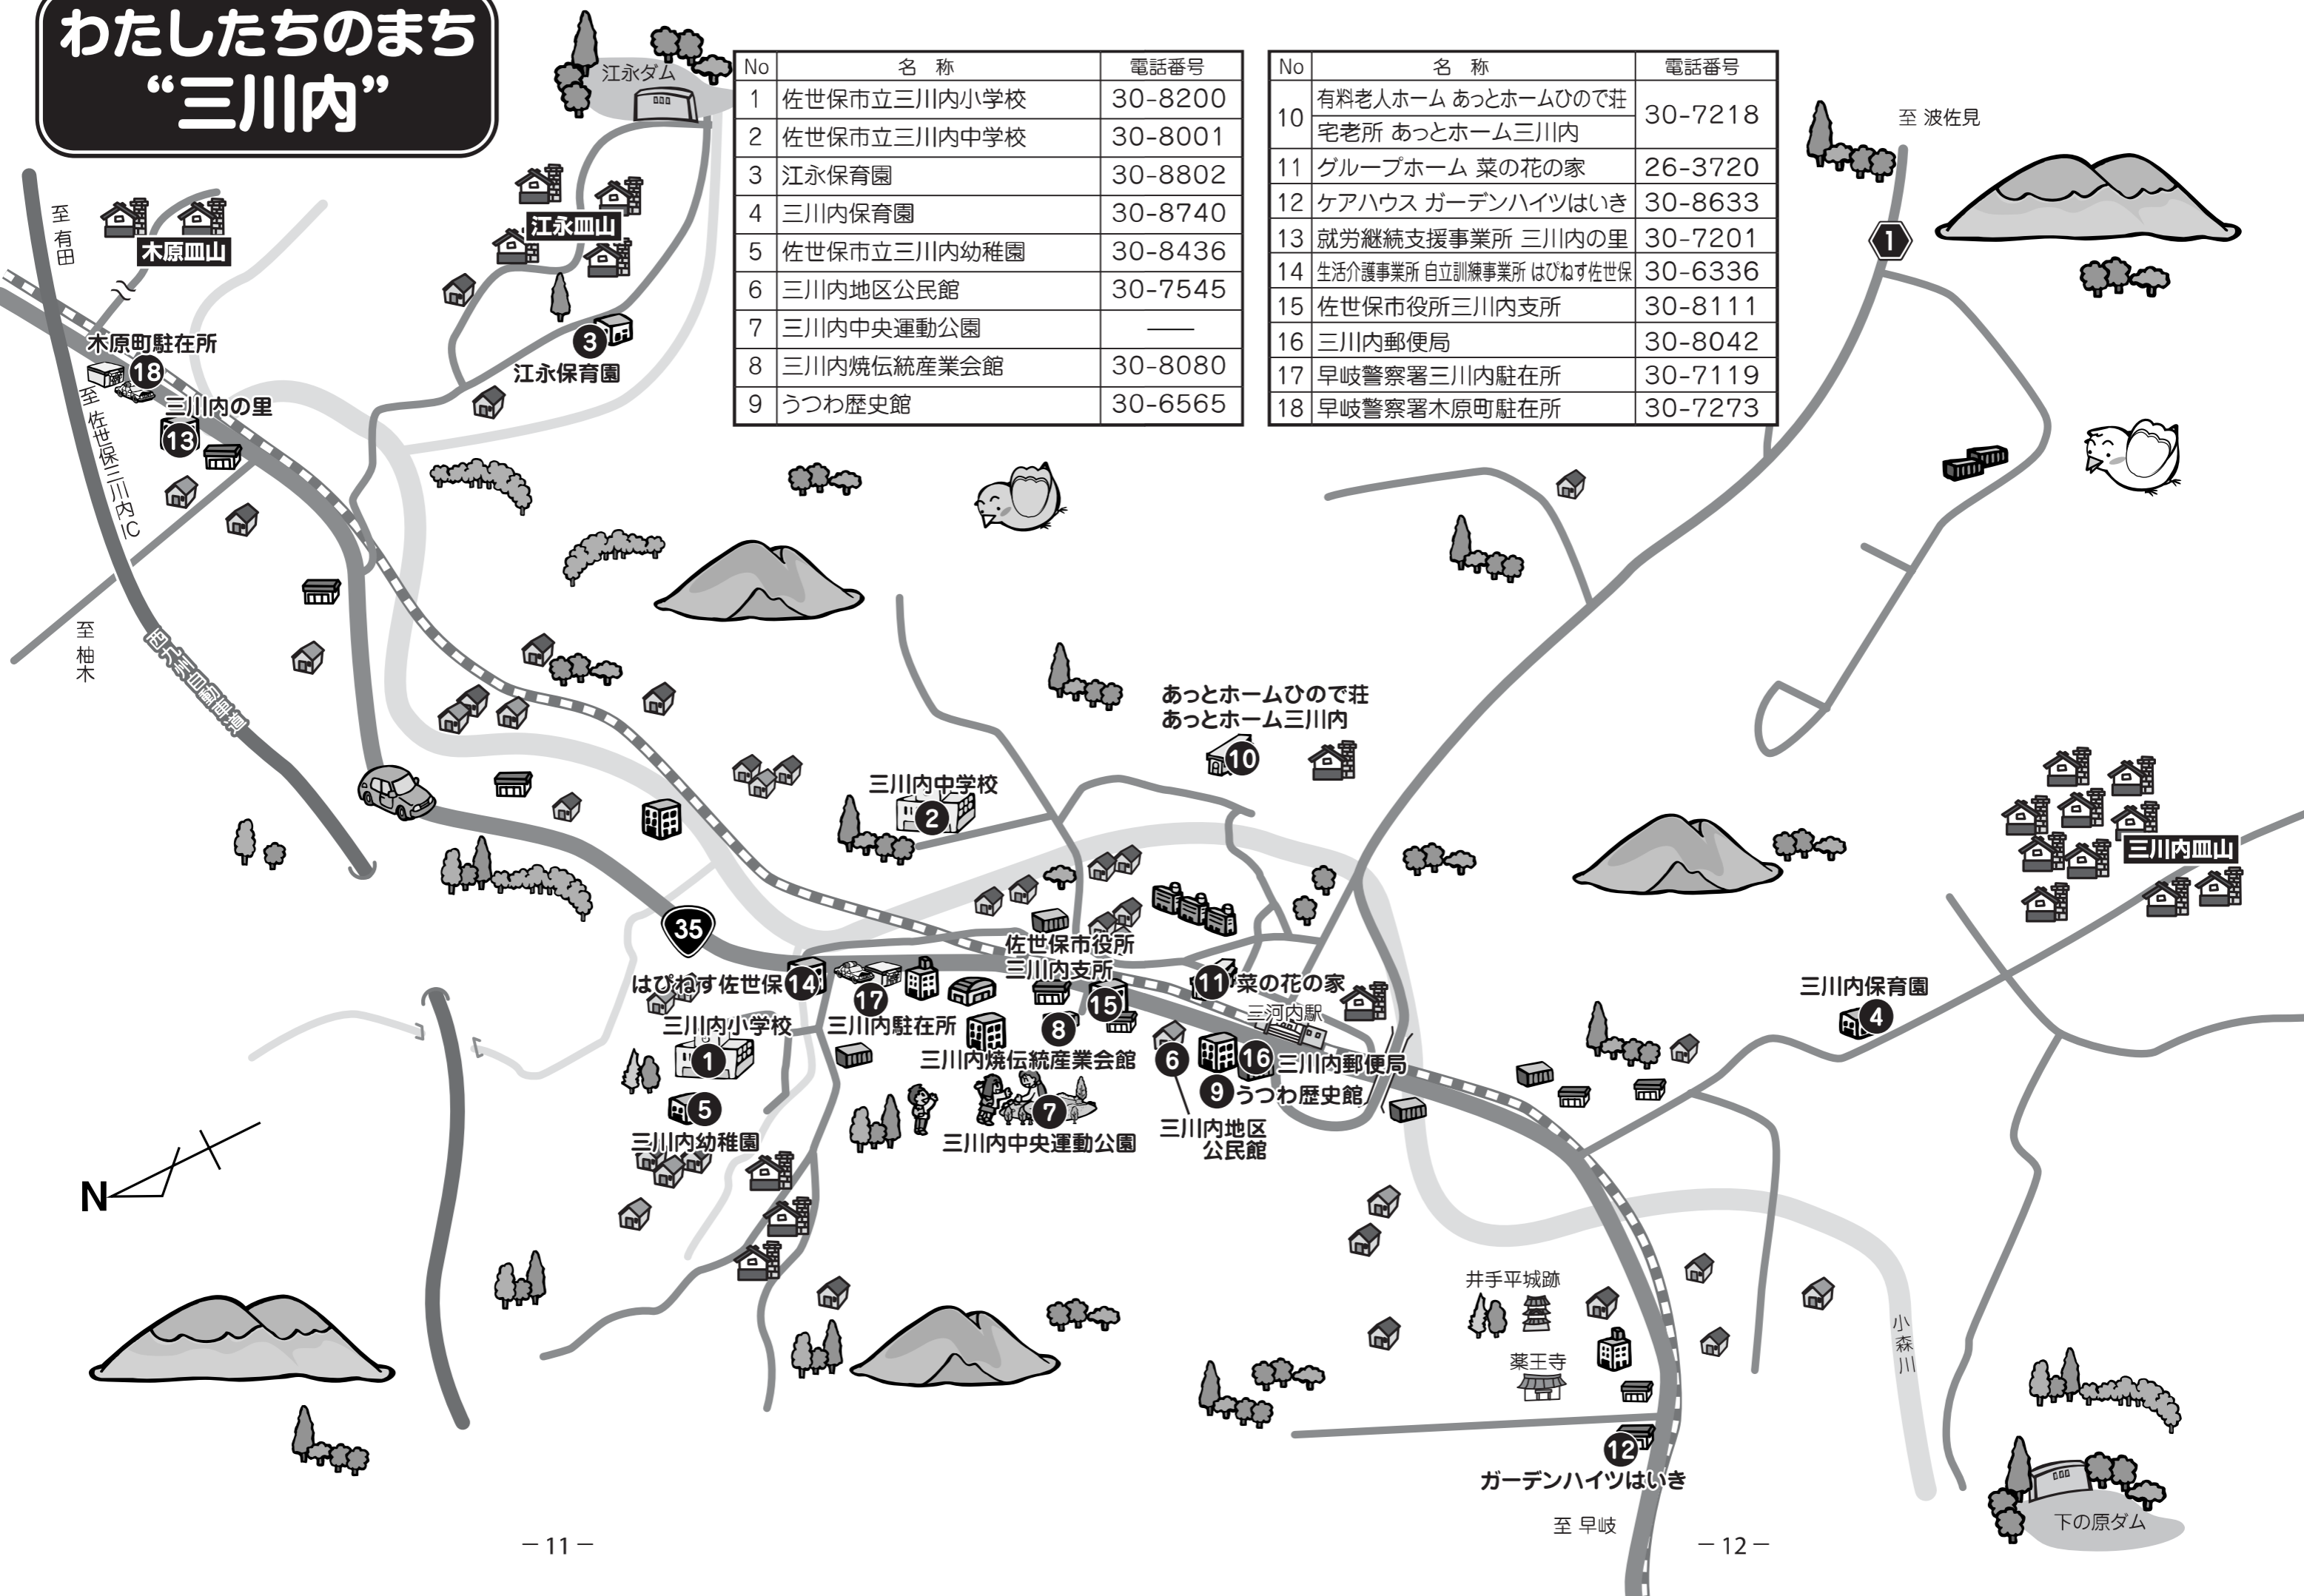 わたしたちのまち
“三川内”
No 名 称 電話番号
1 佐世保市立三川内小学校 30-8200
2 佐世保市立三川内中学校 30-8001
3 江永保育園 30-8802
4 三川内保育園 30-8740
5 佐世保市立三川内幼稚園 30-8436
6 三川内地区公民館 30-7545
7 三川内中央運動公園 ——
8 三川内焼伝統産業会館 30-8080
9 うつわ歴史館 30-6565
No 名 称 電話番号
10 有料老人ホーム あっとホームひので荘 30-7218
宅老所 あっとホーム三川内
11 グループホーム 菜の花の家 26-3720
12 ケアハウス ガーデンハイツはいき 30-8633
13 就労継続支援事業所 三川内の里 30-7201
14 生活介護事業所 自立訓練事業所 はぴねす佐世保 30-6336
15 佐世保市役所三川内支所 30-8111
16 三川内郵便局 30-8042
17 早岐警察署三川内駐在所 30-7119
18 早岐警察署木原町駐在所 30-7273
江永ダム
至 波佐見
1
至 有田
木原皿山
江永皿山
3
江永保育園
木原町駐在所
18
至 佐世保三川内IC
三川内の里
13
至 柚木
西九州自動車道
あっとホームひので荘
あっとホーム三川内
10
三川内中学校
2
三川内皿山
35
佐世保市役所
三川内支所
15
はぴねす佐世保
14
17
三川内駐在所
11
菜の花の家
三河内駅
三川内保育園
4
三川内小学校
1
8
三川内焼伝統産業会館
6
16
三川内郵便局
9
うつわ歴史館
5
三川内幼稚園
7
三川内中央運動公園
三川内地区
公民館
N
井手平城跡
薬王寺
小森川
12
ガーデンハイツはいき
至 早岐
下の原ダム
− 11 −
− 12 −